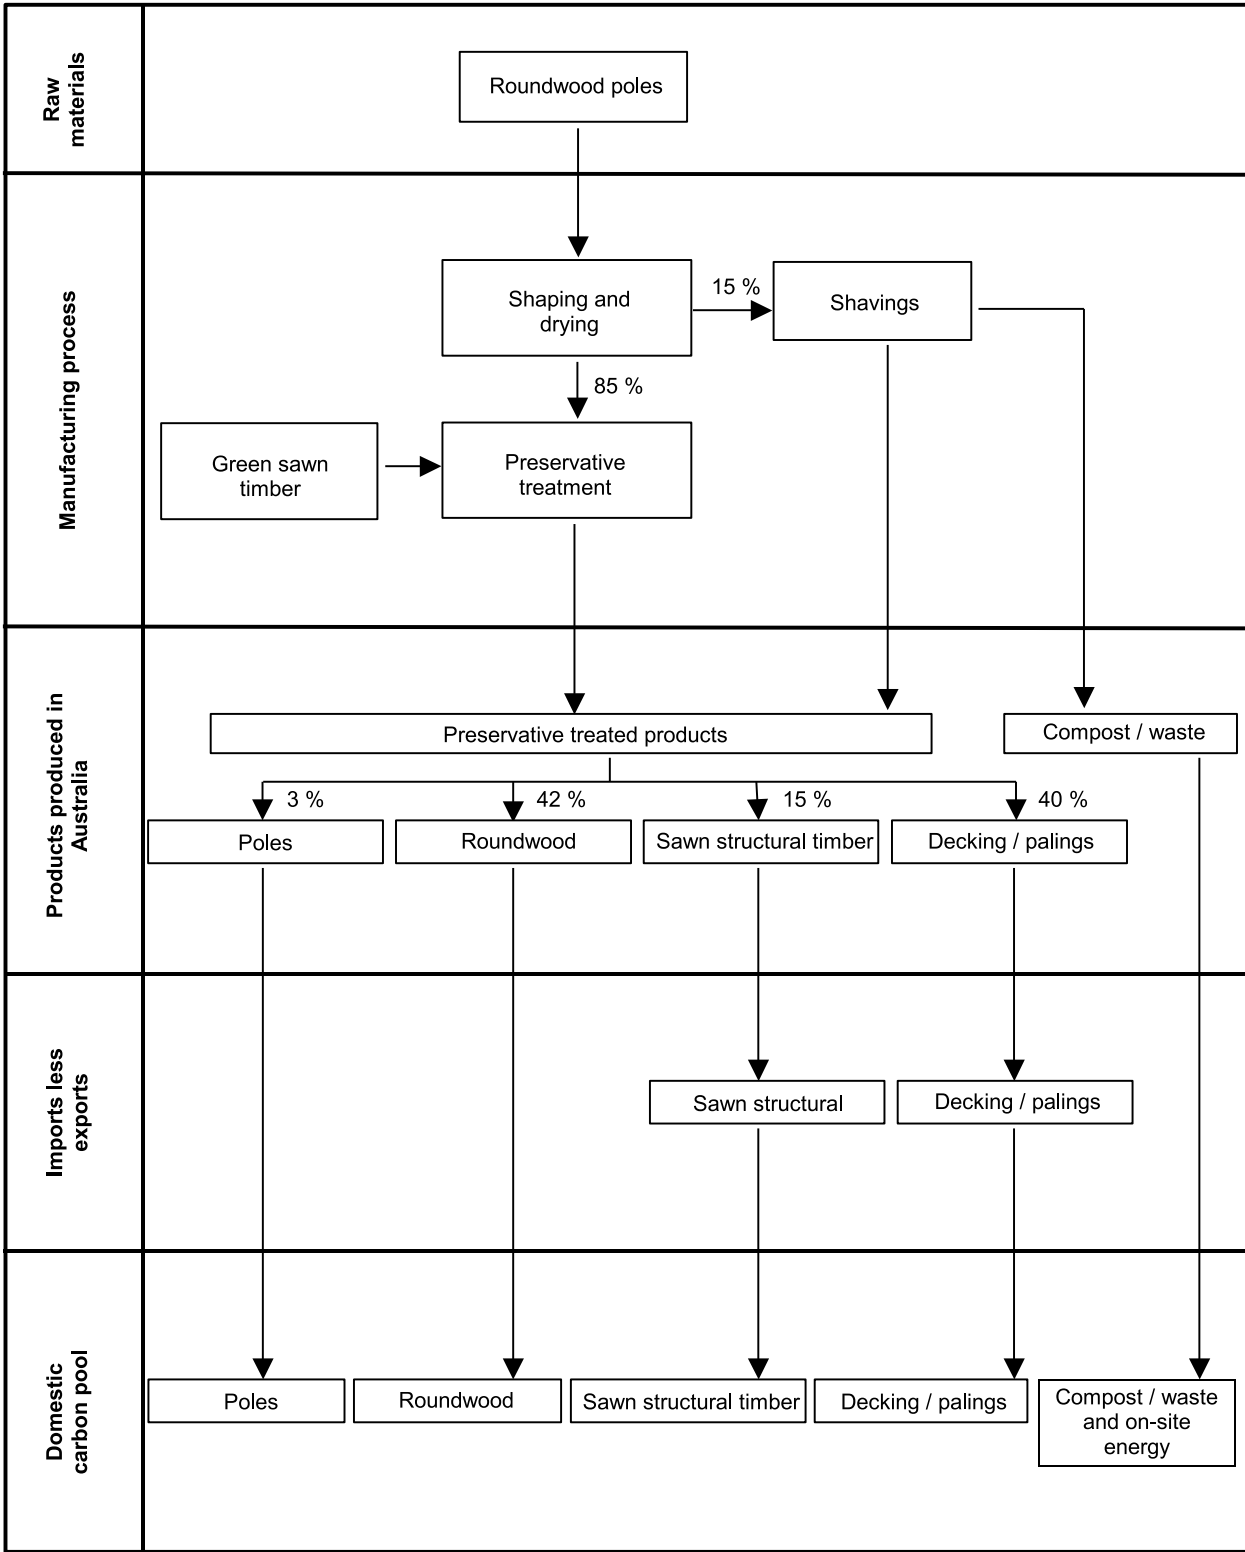 Raw
materials
Roundwood poles
Manufacturing process
Shaping and
drying
15 %
Shavings
85 %
Green sawn
timber
Preservative
treatment
Products produced in
Australia
Preservative treated products
Compost / waste
3 %
42 %
15 %
40 %
Poles
Roundwood
Sawn structural timber
Decking / palings
Imports less
exports
Sawn structural
Decking / palings
Domestic
carbon pool
Poles
Roundwood
Sawn structural timber
Decking / palings
Compost / waste
and on-site
energy